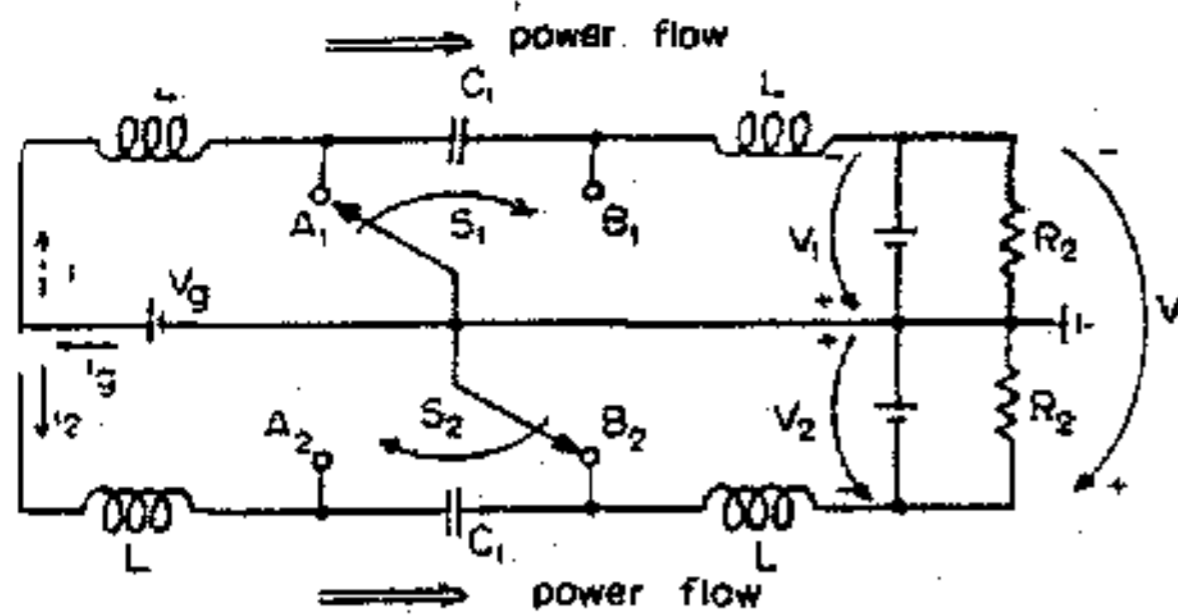 power flow
C₁
L
A₁
S₁
B₁
V₁
R₂
Vg
V
ig
i₂
A₂
S₂
B₂
V₂
R₂
L
C₁
L
power flow